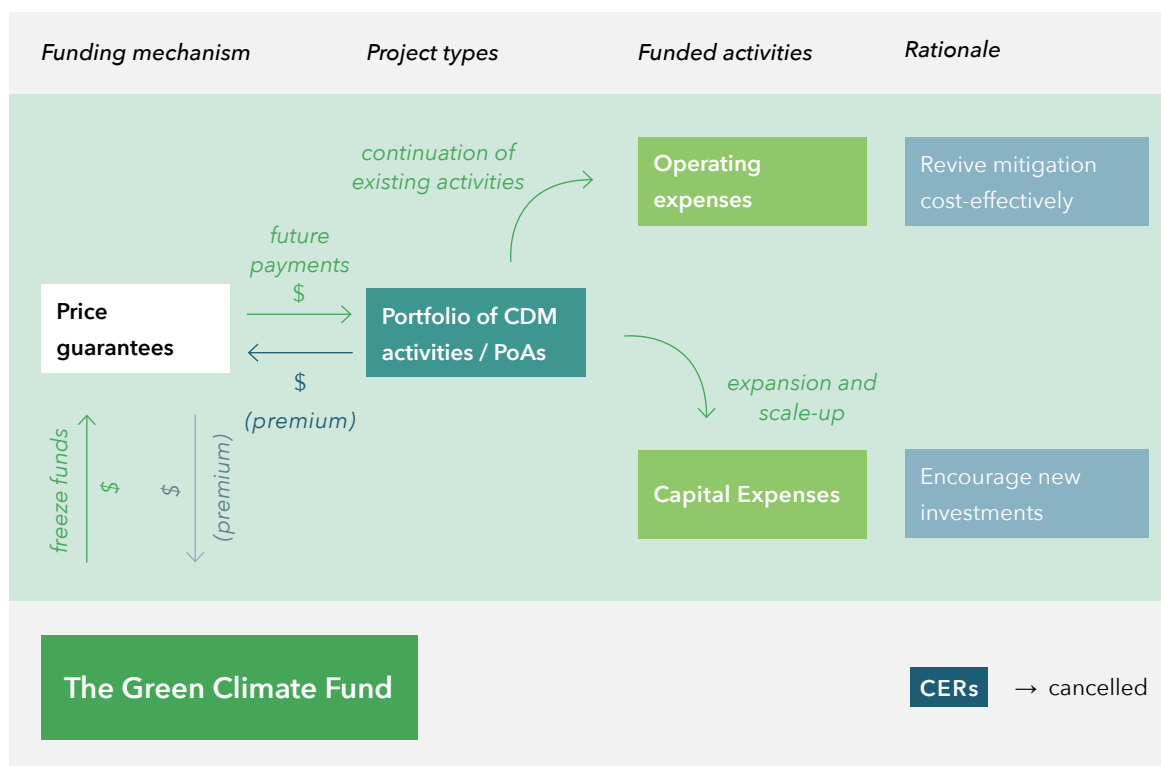 Funding mechanism
Project types
Funded activities
Rationale
continuation of
existing activities
Operating
expenses
Revive mitigation
cost-effectively
future
payments
$
Price
guarantees
Portfolio of CDM
activities / PoAs
$
(premium)
expansion and
scale-up
freeze funds
$
$
(premium)
Capital Expenses
Encourage new
investments
The Green Climate Fund
CERs → cancelled